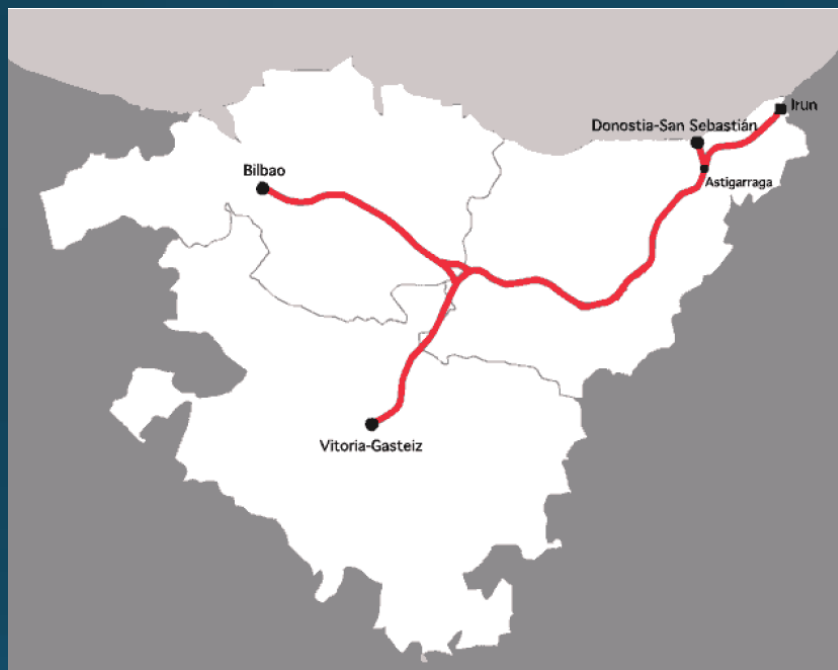 Irun
Donostia-San Sebastián
Bilbao
Astigarraga
Vitoria-Gasteiz